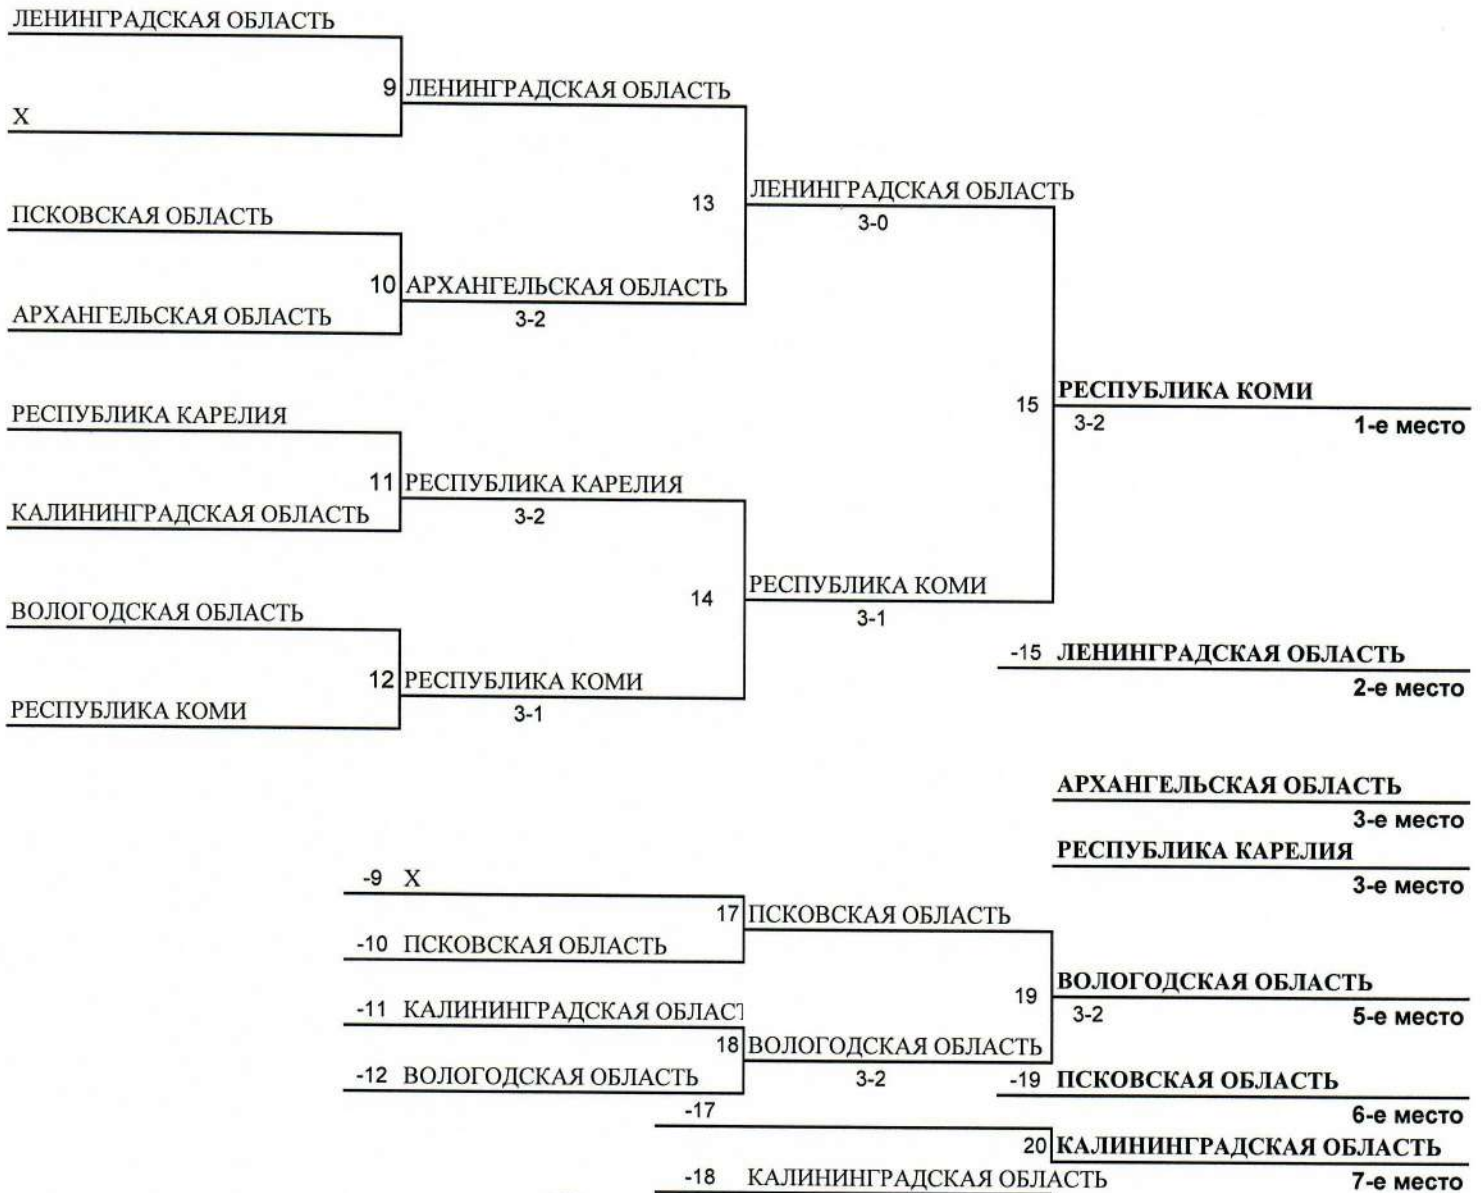 ЛЕНИНГРАДСКАЯ ОБЛАСТЬ
9 ЛЕНИНГРАДСКАЯ ОБЛАСТЬ
X
13 ЛЕНИНГРАДСКАЯ ОБЛАСТЬ
3-0
ПСКОВСКАЯ ОБЛАСТЬ
10 АРХАНГЕЛЬСКАЯ ОБЛАСТЬ
АРХАНГЕЛЬСКАЯ ОБЛАСТЬ
3-2
15 РЕСПУБЛИКА КОМИ
3-2 1-е место
РЕСПУБЛИКА КАРЕЛИЯ
11 РЕСПУБЛИКА КАРЕЛИЯ
КАЛИНИНГРАДСКАЯ ОБЛАСТЬ
3-2
14 РЕСПУБЛИКА КОМИ
3-1
ВОЛОГОДСКАЯ ОБЛАСТЬ
-15 ЛЕНИНГРАДСКАЯ ОБЛАСТЬ
2-е место
12 РЕСПУБЛИКА КОМИ
РЕСПУБЛИКА КОМИ
3-1
АРХАНГЕЛЬСКАЯ ОБЛАСТЬ
3-е место
РЕСПУБЛИКА КАРЕЛИЯ
3-е место
-9 X
17 ПСКОВСКАЯ ОБЛАСТЬ
-10 ПСКОВСКАЯ ОБЛАСТЬ
19 ВОЛОГОДСКАЯ ОБЛАСТЬ
3-2 5-е место
-11 КАЛИНИНГРАДСКАЯ ОБЛАСТ
18 ВОЛОГОДСКАЯ ОБЛАСТЬ
3-2
-12 ВОЛОГОДСКАЯ ОБЛАСТЬ
-19 ПСКОВСКАЯ ОБЛАСТЬ
6-е место
-17
20 КАЛИНИНГРАДСКАЯ ОБЛАСТЬ
-18 КАЛИНИНГРАДСКАЯ ОБЛАСТЬ
7-е место